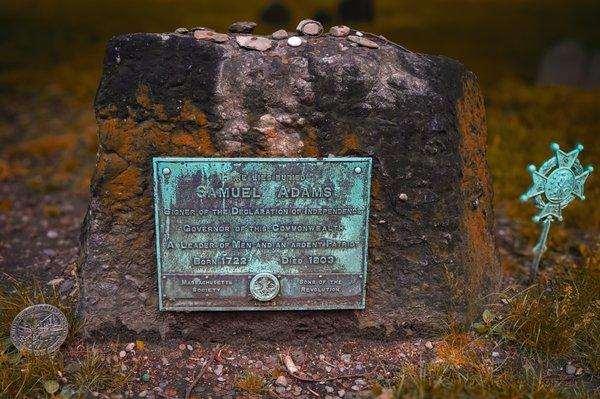 Here lies buried
Samuel Adams
Signer of the Declaration of Independence
Governor of this Commonwealth
A Leader of Men and an ardent Patriot
Born 1722 Died 1803
Massachusetts Society Sons of the Revolution